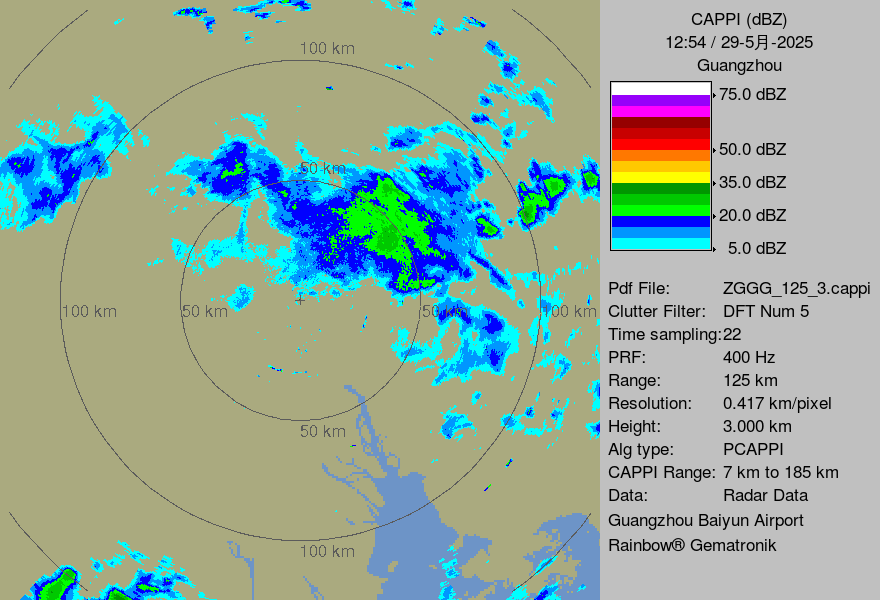 CAPPI (dBZ)
12:54 / 29-5月-2025
Guangzhou
75.0 dBZ
50.0 dBZ
35.0 dBZ
20.0 dBZ
5.0 dBZ
Pdf File: ZGGG_125_3.cappi
Clutter Filter: DFT Num 5
Time sampling:22
PRF: 400 Hz
Range: 125 km
Resolution: 0.417 km/pixel
Height: 3.000 km
Alg type: PCAPPI
CAPPI Range: 7 km to 185 km
Data: Radar Data
Guangzhou Baiyun Airport
Rainbow® Gematronik
100 km
50 km
100 km
50 km
50 km
100 km
50 km
100 km